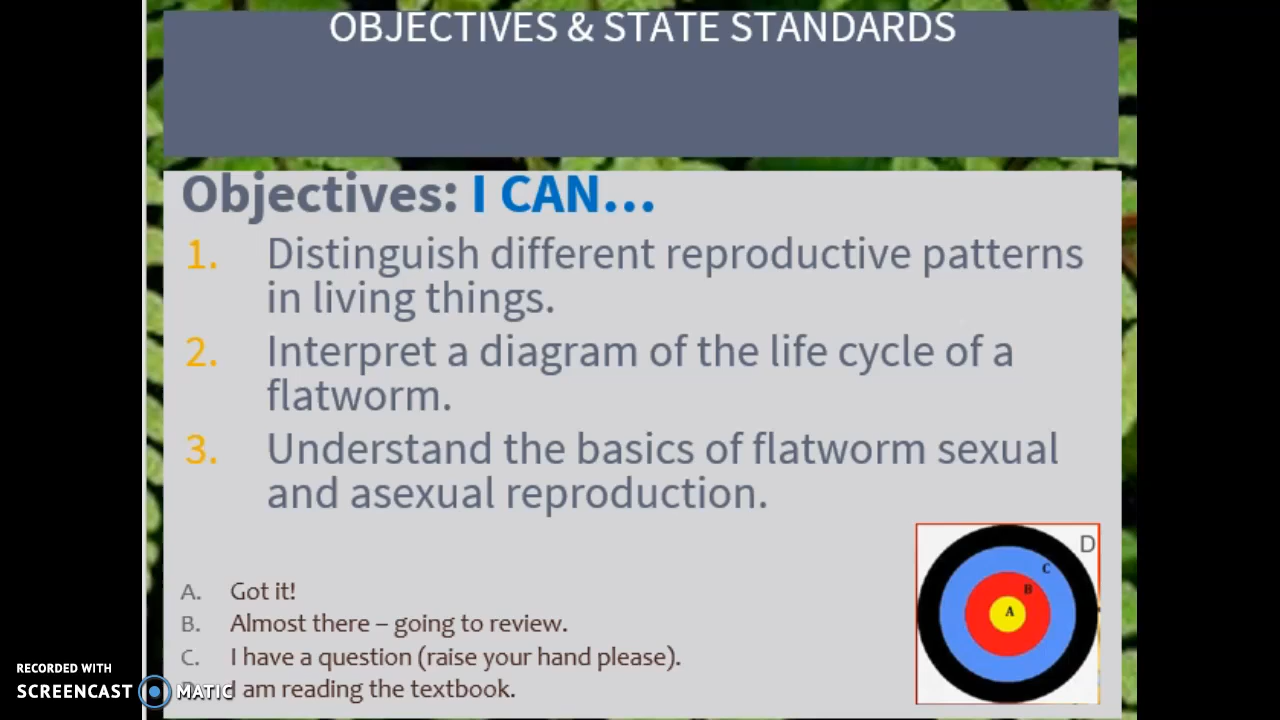 OBJECTIVES & STATE STANDARDS
Objectives: I CAN...
1. Distinguish different reproductive patterns
in living things.
2. Interpret a diagram of the life cycle of a
flatworm.
3. Understand the basics of flatworm sexual
and asexual reproduction.
D
C
B
A
A. Got it!
B. Almost there – going to review.
C. I have a question (raise your hand please).
I am reading the textbook.
RECORDED WITH
SCREENCAST MATIC